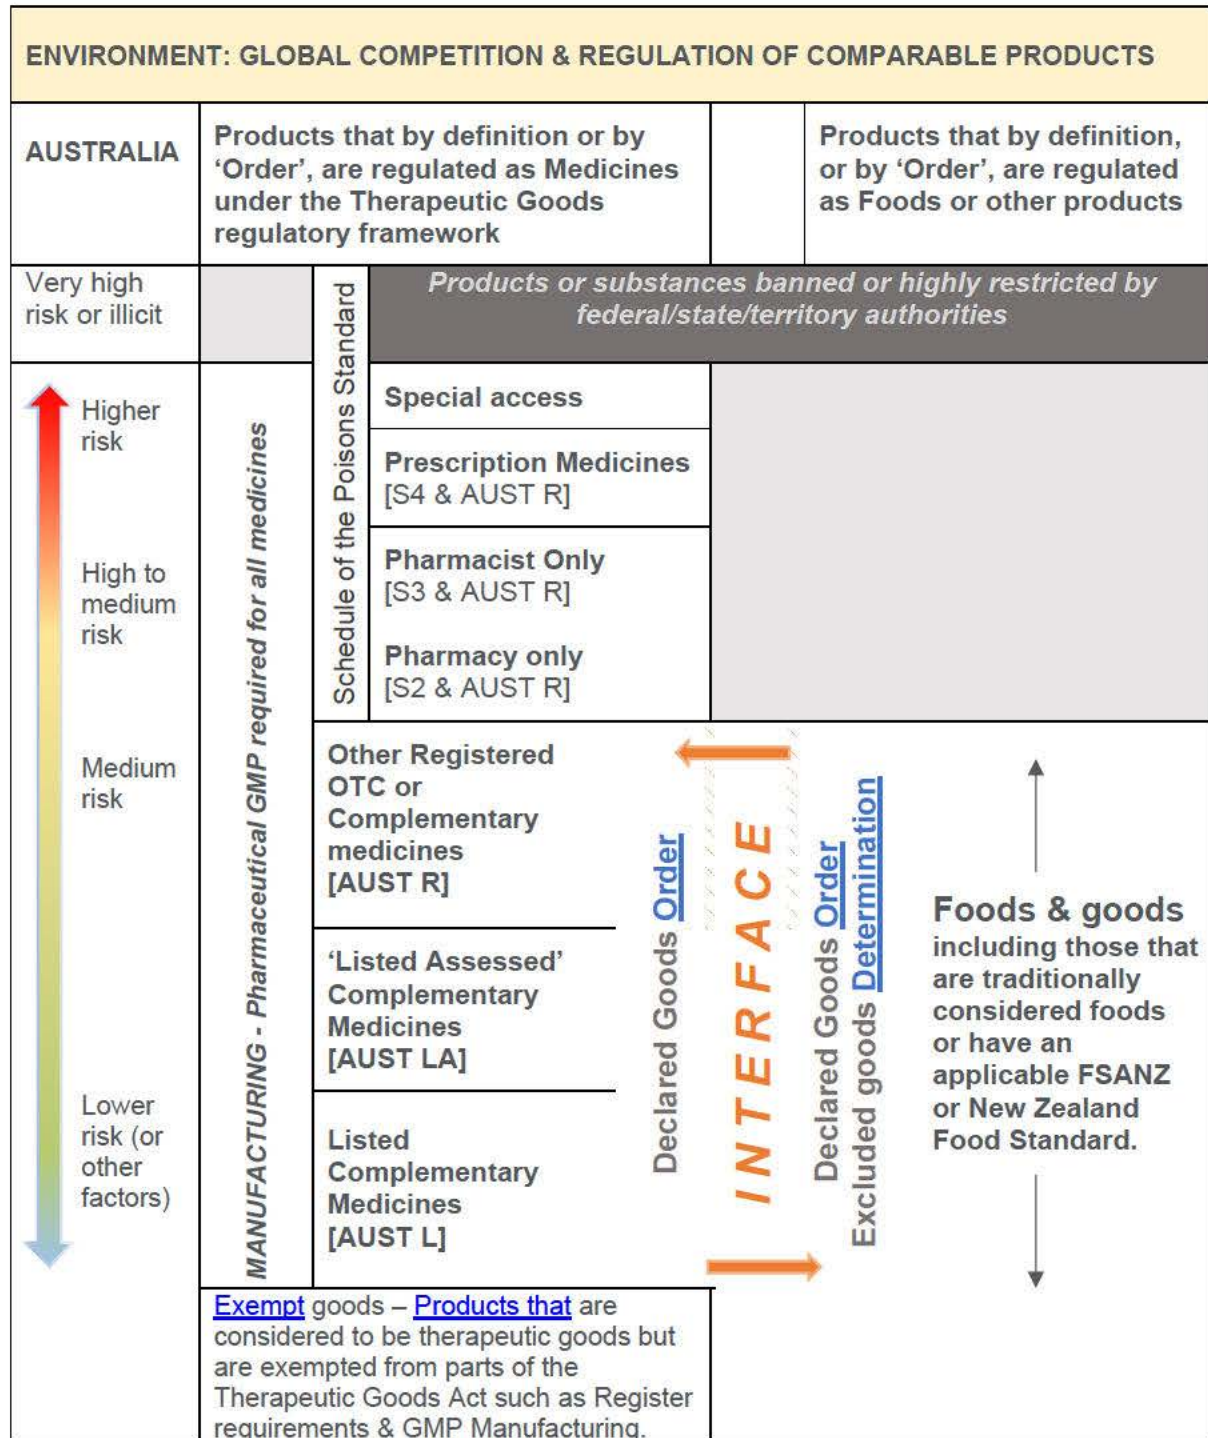 ENVIRONMENT: GLOBAL COMPETITION & REGULATION OF COMPARABLE PRODUCTS
AUSTRALIA
Products that by definition or by
‘Order’, are regulated as Medicines
under the Therapeutic Goods
regulatory framework
Products that by definition,
or by ‘Order’, are regulated
as Foods or other products
Very high
risk or illicit
Products or substances banned or highly restricted by
federal/state/territory authorities
Higher
risk
High to
medium
risk
Medium
risk
Lower
risk (or
other
factors)
MANUFACTURING - Pharmaceutical GMP required for all medicines
Schedule of the Poisons Standard
Special access
Prescription Medicines
[S4 & AUST R]
Pharmacist Only
[S3 & AUST R]
Pharmacy only
[S2 & AUST R]
Other Registered
OTC or
Complementary
medicines
[AUST R]
‘Listed Assessed’
Complementary
Medicines
[AUST LA]
Listed
Complementary
Medicines
[AUST L]
Declared Goods Order
INTERFACE
Declared Goods Order
Excluded goods Determination
Foods & goods
including those that
are traditionally
considered foods
or have an
applicable FSANZ
or New Zealand
Food Standard.
Exempt goods – Products that are
considered to be therapeutic goods but
are exempted from parts of the
Therapeutic Goods Act such as Register
requirements & GMP Manufacturing.